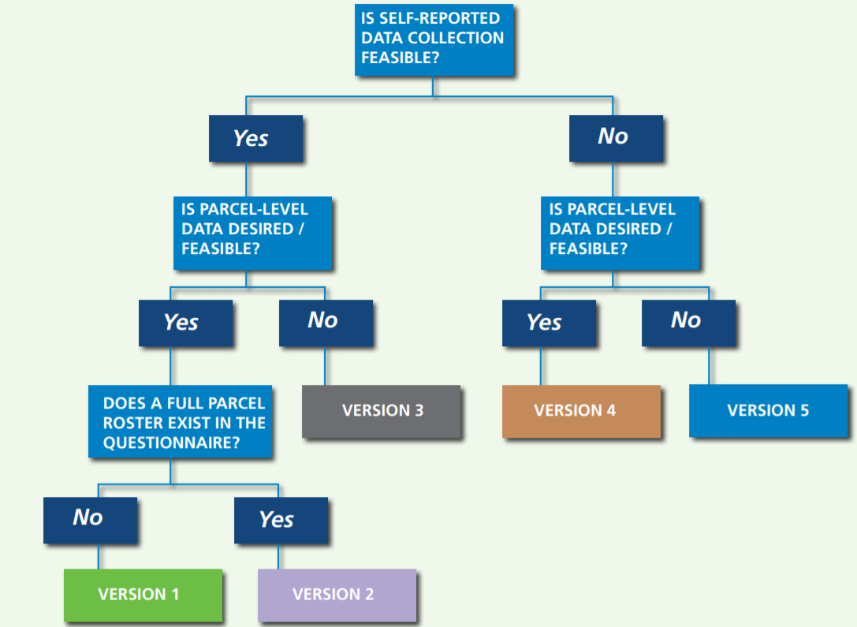 IS SELF-REPORTED
DATA COLLECTION
FEASIBLE?
Yes
No
IS PARCEL-LEVEL
DATA DESIRED /
FEASIBLE?
IS PARCEL-LEVEL
DATA DESIRED /
FEASIBLE?
Yes
No
Yes
No
DOES A FULL PARCEL
ROSTER EXIST IN THE
QUESTIONNAIRE?
VERSION 3
VERSION 4
VERSION 5
No
Yes
VERSION 1
VERSION 2